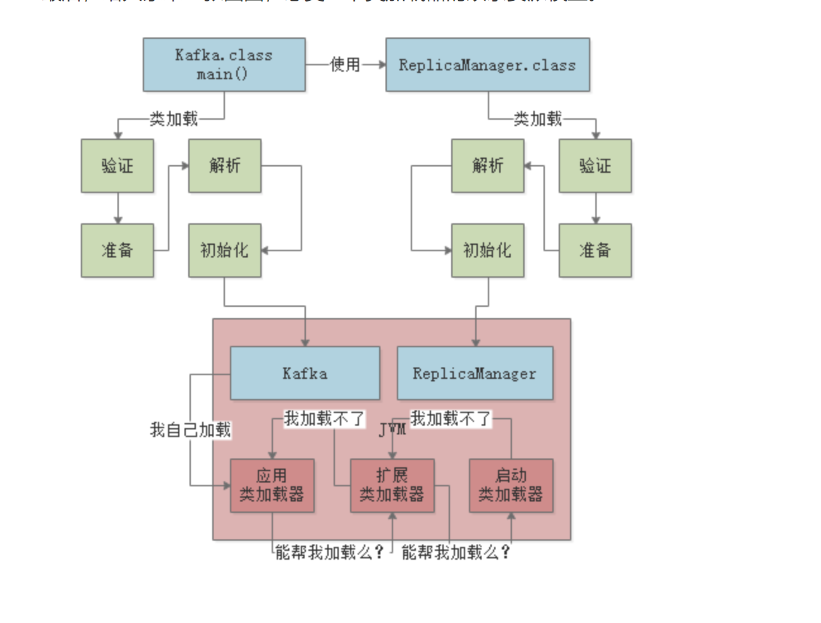 Kafka.class
main()
使用
ReplicaManager.class
类加载
类加载
验证
解析
解析
验证
准备
初始化
初始化
准备
Kafka
ReplicaManager
我加载不了
我加载不了
我自己加载
JVM
应用
类加载器
扩展
类加载器
启动
类加载器
能帮我加载么?
能帮我加载么?